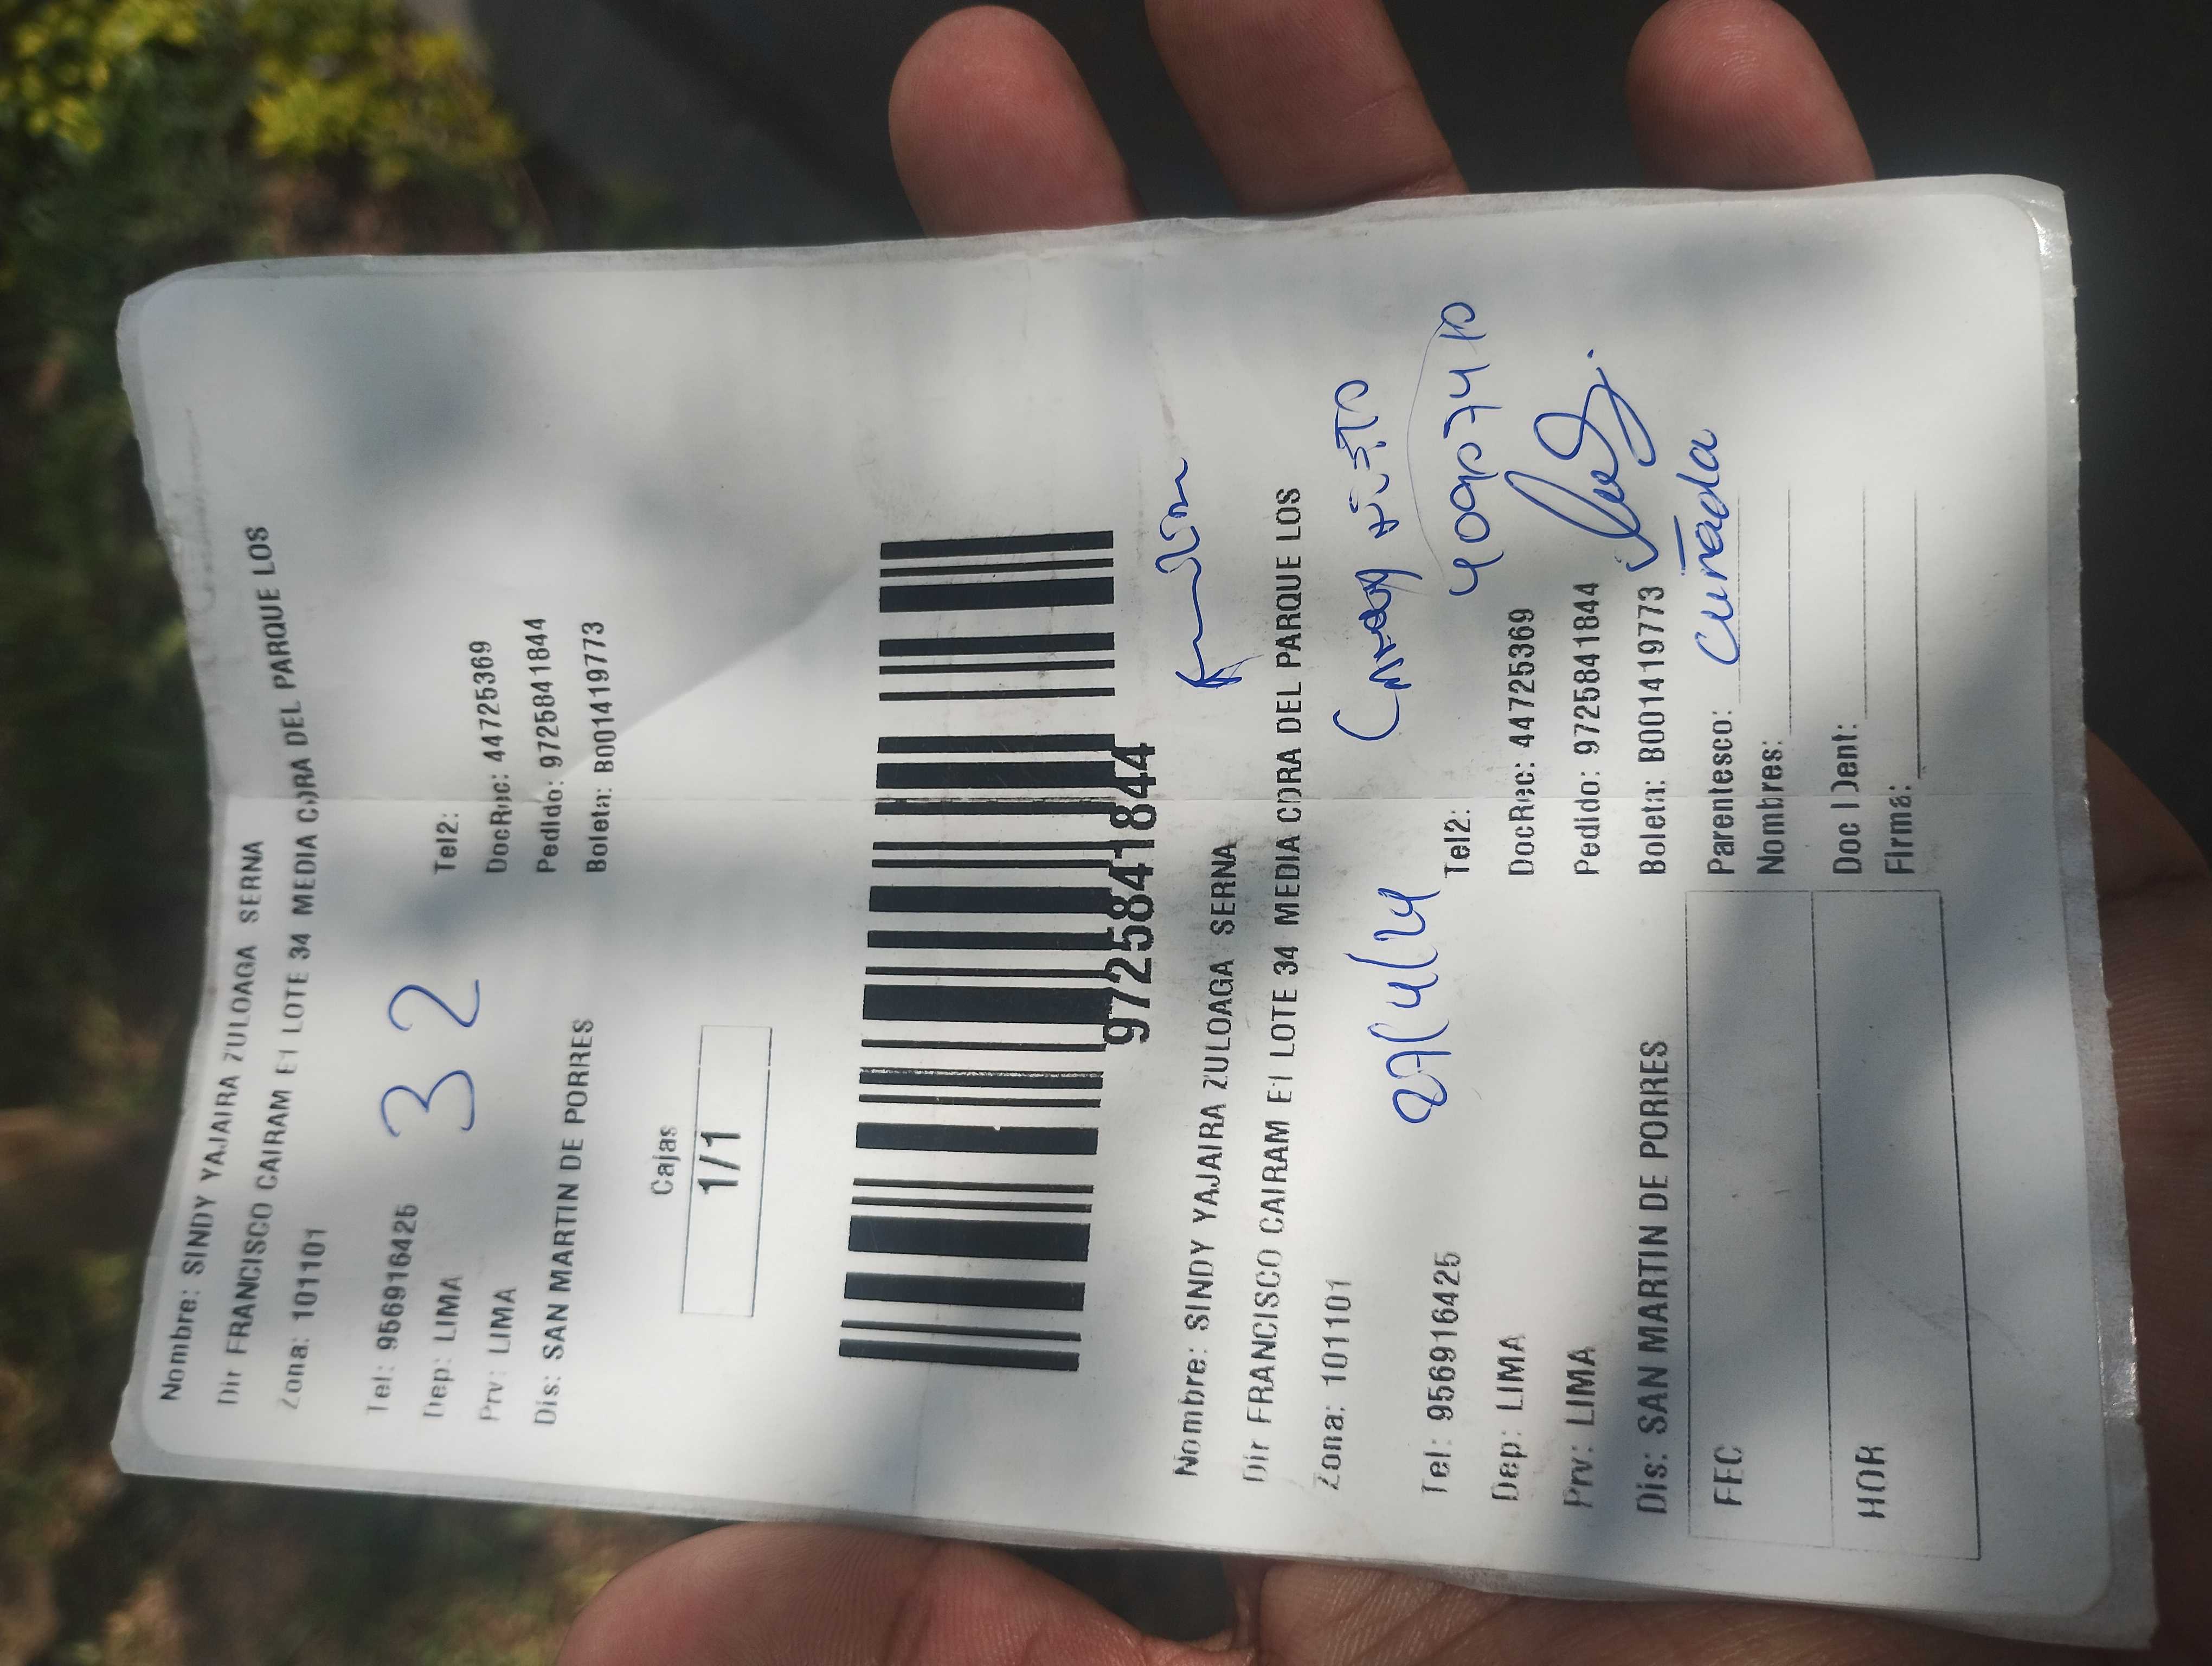 Nombre: SINDY YAJAIRA ZULOAGA SERNA
Dir FRANCISCO CAIRAM E1 LOTE 34 MEDIA CDRA DEL PARQUE LOS
Zona: 101101
32
Tel: 956916425 Tel2:
Dep: LIMA DocRec: 44725369
Prv: LIMA Pedido: 9725841844
Dis: SAN MARTIN DE PORRES Boleta: B001419773
Cajas
1/1
9725841844
Nombre: SINDY YAJAIRA ZULOAGA SERNA
Dir FRANCISCO CAIRAM E1 LOTE 34 MEDIA CDRA DEL PARQUE LOS
Zona: 101101
27/4/24
Tel: 956916425 Tel2:
Dep: LIMA DocRec: 44725369
Prv: LIMA Pedido: 9725841844
Dis: SAN MARTIN DE PORRES Boleta: B001419773
FEC Parentesco: cuñada
Nombres:
HOR Doc IDent:
Firma: